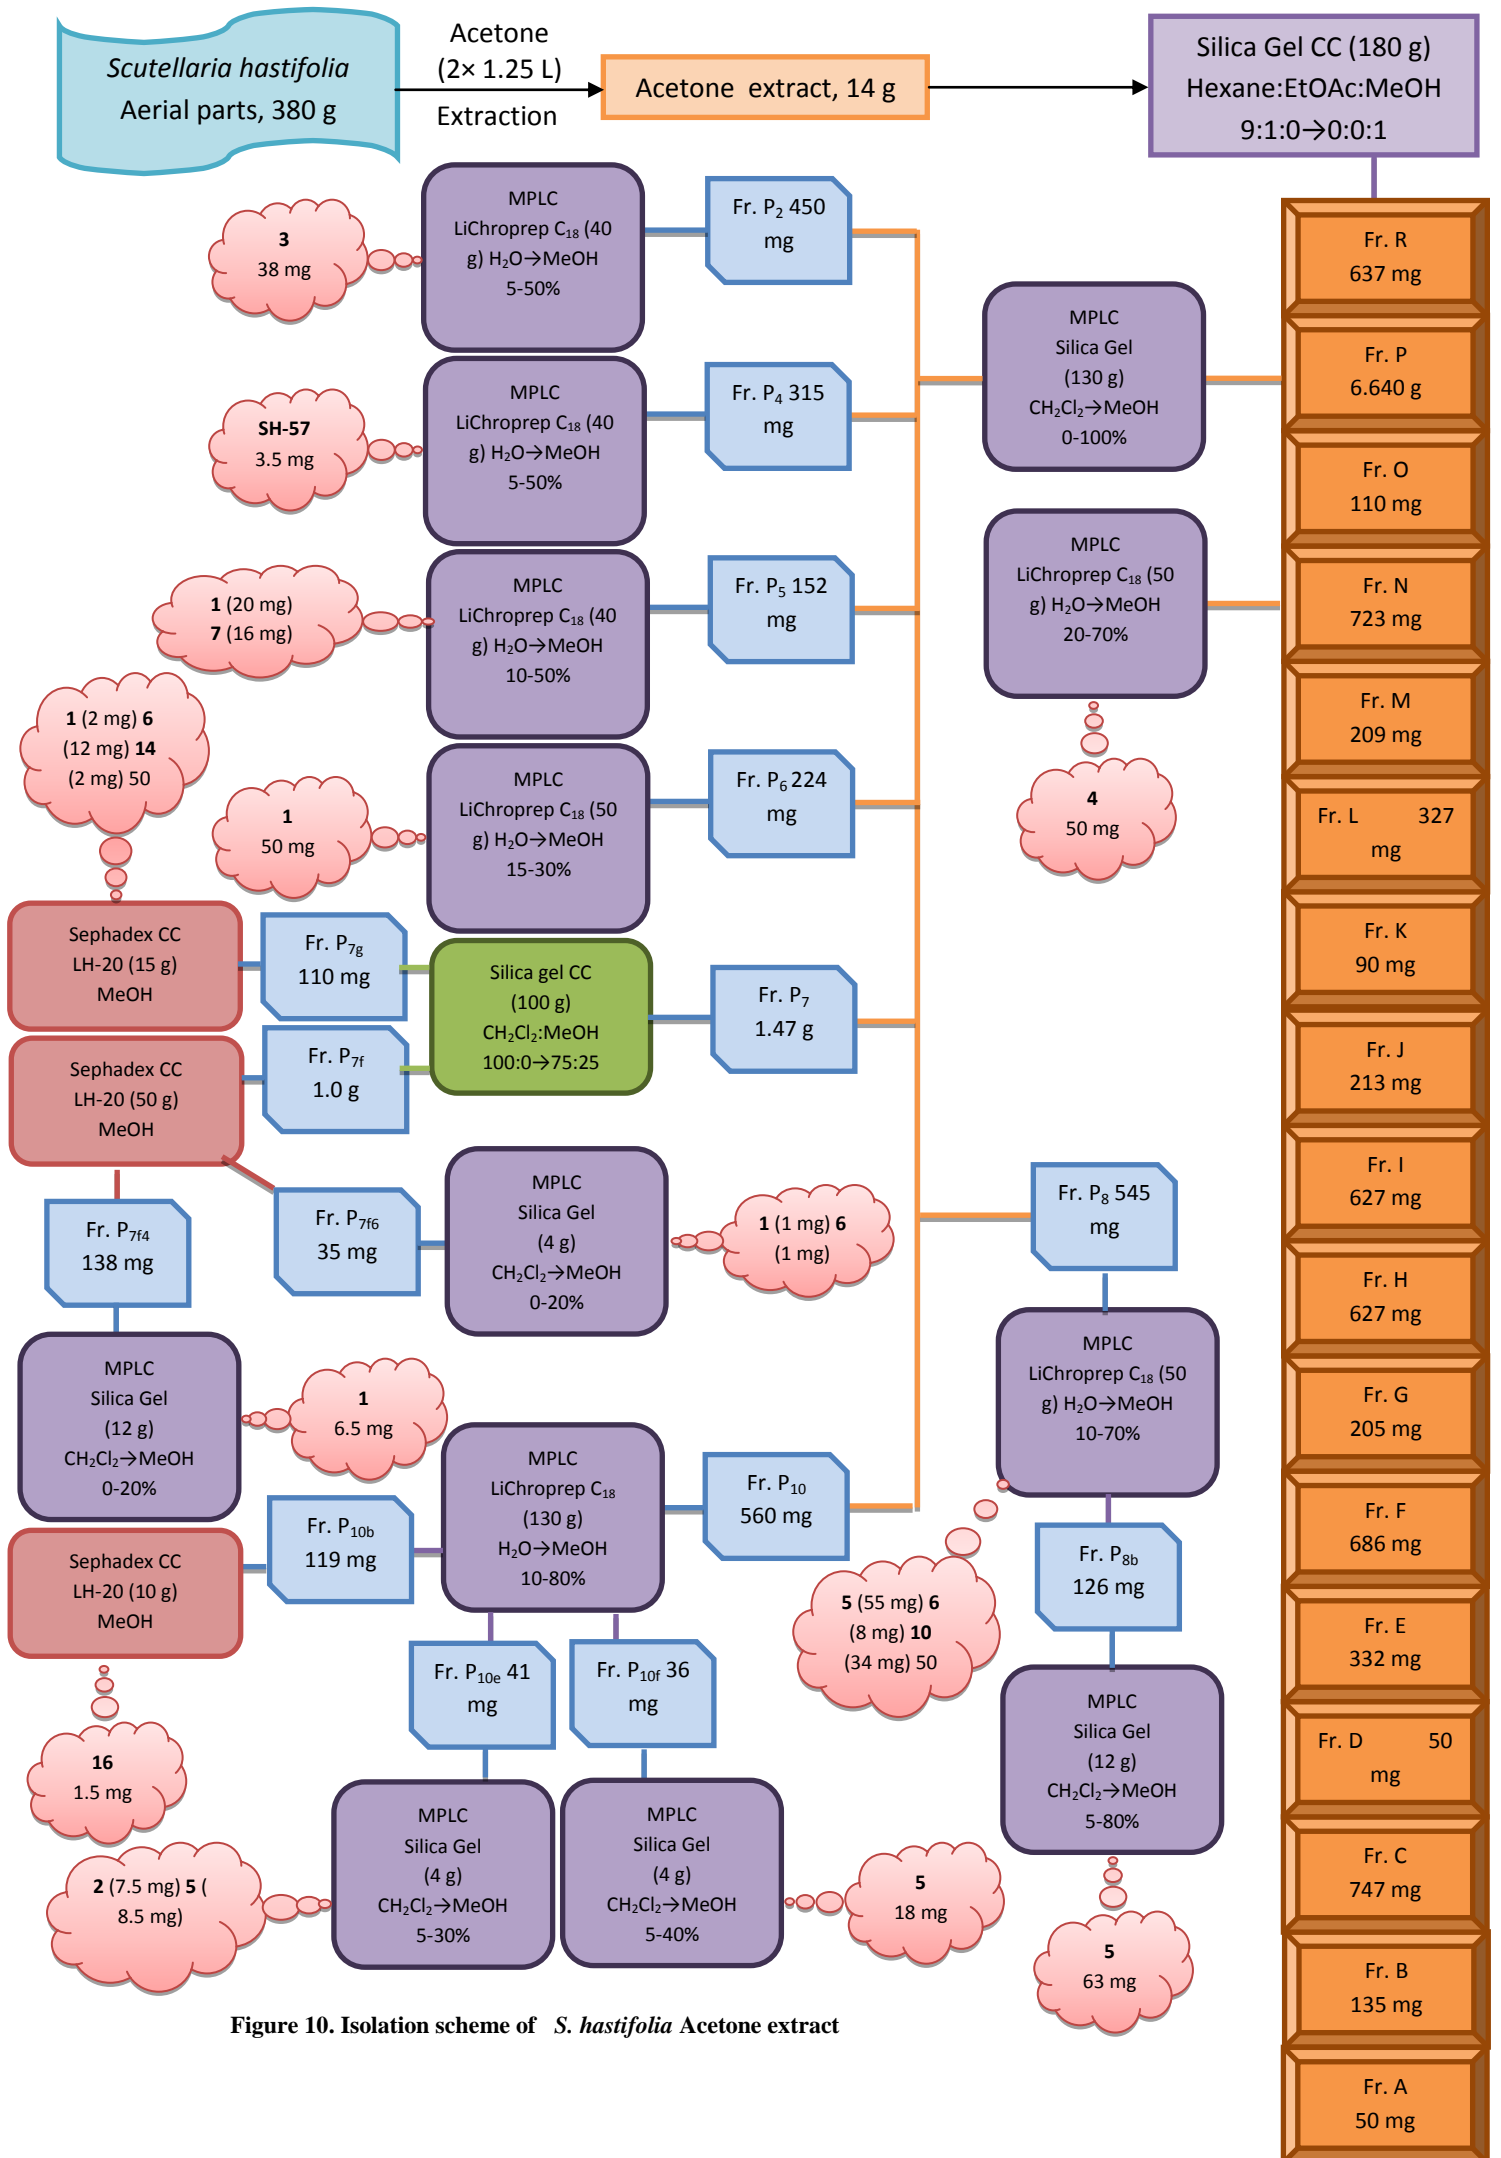 Scutellaria hastifolia
Aerial parts, 380 g
Acetone
(2× 1.25 L)
Extraction
Acetone extract, 14 g
Silica Gel CC (180 g)
Hexane:EtOAc:MeOH
9:1:0→0:0:1
3
38 mg
MPLC
LiChroprep C₁₈ (40
g) H₂O→MeOH
5-50%
Fr. P₂ 450
mg
SH-57
3.5 mg
MPLC
LiChroprep C₁₈ (40
g) H₂O→MeOH
5-50%
Fr. P₄ 315
mg
MPLC
Silica Gel
(130 g)
CH₂Cl₂→MeOH
0-100%
1 (20 mg)
7 (16 mg)
MPLC
LiChroprep C₁₈ (40
g) H₂O→MeOH
10-50%
Fr. P₅ 152
mg
MPLC
LiChroprep C₁₈ (50
g) H₂O→MeOH
20-70%
4
50 mg
1 (2 mg) 6
(12 mg) 14
(2 mg) 50
1
50 mg
MPLC
LiChroprep C₁₈ (50
g) H₂O→MeOH
15-30%
Fr. P₆ 224
mg
Sephadex CC
LH-20 (15 g)
MeOH
Fr. P₇g
110 mg
Silica gel CC
(100 g)
CH₂Cl₂:MeOH
100:0→75:25
Fr. P₇
1.47 g
Sephadex CC
LH-20 (50 g)
MeOH
Fr. P₇f
1.0 g
Fr. P₇f₄
138 mg
Fr. P₇f₆
35 mg
MPLC
Silica Gel
(4 g)
CH₂Cl₂→MeOH
0-20%
1 (1 mg) 6
(1 mg)
Fr. P₈ 545
mg
MPLC
Silica Gel
(12 g)
CH₂Cl₂→MeOH
0-20%
1
6.5 mg
MPLC
LiChroprep C₁₈
(130 g)
H₂O→MeOH
10-80%
Fr. P₁₀
560 mg
MPLC
LiChroprep C₁₈ (50
g) H₂O→MeOH
10-70%
Sephadex CC
LH-20 (10 g)
MeOH
Fr. P₁₀b
119 mg
5 (55 mg) 6
(8 mg) 10
(34 mg) 50
Fr. P₈b
126 mg
16
1.5 mg
Fr. P₁₀e 41
mg
Fr. P₁₀f 36
mg
MPLC
Silica Gel
(12 g)
CH₂Cl₂→MeOH
5-80%
2 (7.5 mg) 5 (
8.5 mg)
MPLC
Silica Gel
(4 g)
CH₂Cl₂→MeOH
5-30%
MPLC
Silica Gel
(4 g)
CH₂Cl₂→MeOH
5-40%
5
18 mg
5
63 mg
Fr. R
637 mg
Fr. P
6.640 g
Fr. O
110 mg
Fr. N
723 mg
Fr. M
209 mg
Fr. L 327
mg
Fr. K
90 mg
Fr. J
213 mg
Fr. I
627 mg
Fr. H
627 mg
Fr. G
205 mg
Fr. F
686 mg
Fr. E
332 mg
Fr. D 50
mg
Fr. C
747 mg
Fr. B
135 mg
Fr. A
50 mg
Figure 10. Isolation scheme of S. hastifolia Acetone extract